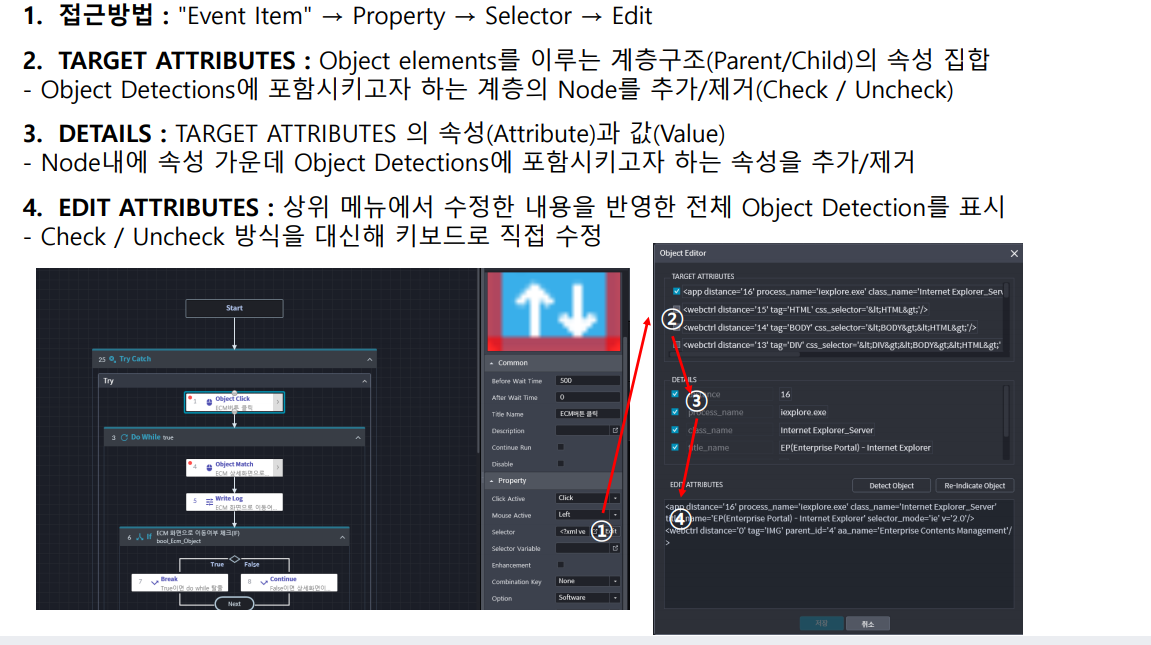 1. 접근방법 : "Event Item" → Property → Selector → Edit
2. TARGET ATTRIBUTES : Object elements를 이루는 계층구조(Parent/Child)의 속성 집합
- Object Detections에 포함시키고자 하는 계층의 Node를 추가/제거(Check / Uncheck)
3. DETAILS : TARGET ATTRIBUTES 의 속성(Attribute)과 값(Value)
- Node내에 속성 가운데 Object Detections에 포함시키고자 하는 속성을 추가/제거
4. EDIT ATTRIBUTES : 상위 메뉴에서 수정한 내용을 반영한 전체 Object Detection를 표시
- Check / Uncheck 방식을 대신해 키보드로 직접 수정
Start
25 Try Catch
Try
1 Object Click
ECM버튼 클릭
3 Do While true
4 Object Match
ECM 상세화면으로..
5 Write Log
ECM 화면으로 이동여..
6 If ECM 화면으로 이동여부 체크(IF)
bool_Ecm_Object
True False
7 Break
True이면 do while 탈출
8 Continue
False이면 상세화면이..
Next
Common
Before Wait Time 500
After Wait Time 0
Title Name ECM버튼 클릭
Description
Continue Run
Disable
Property
Click Active Click
Mouse Active Left
Selector <?xml ve
①
Selector Variable
Enhancement
Combination Key None
Option Software
Object Editor
TARGET ATTRIBUTES
<app distance='16' process_name='iexplore.exe' class_name='Internet Explorer_Serv
<webctrl distance='15' tag='HTML' css_selector='&lt;HTML&gt;'/>
②
<webctrl distance='14' tag='BODY' css_selector='&lt;BODY&gt;&lt;HTML&gt;'/>
<webctrl distance='13' tag='DIV' css_selector='&lt;DIV&gt;&lt;BODY&gt;&lt;HTML&gt;'
DETAILS
16
③
process_name iexplore.exe
class_name Internet Explorer_Server
title_name EP(Enterprise Portal) - Internet Explorer
EDIT ATTRIBUTES Detect Object Re-Indicate Object
<app distance='16' process_name='iexplore.exe' class_name='Internet Explorer_Server'
title_name='EP(Enterprise Portal) - Internet Explorer' selector_mode='ie' v='2.0'/>
④
<webctrl distance='0' tag='IMG' parent_id='4' aa_name='Enterprise Contents Management'/
>
저장 취소